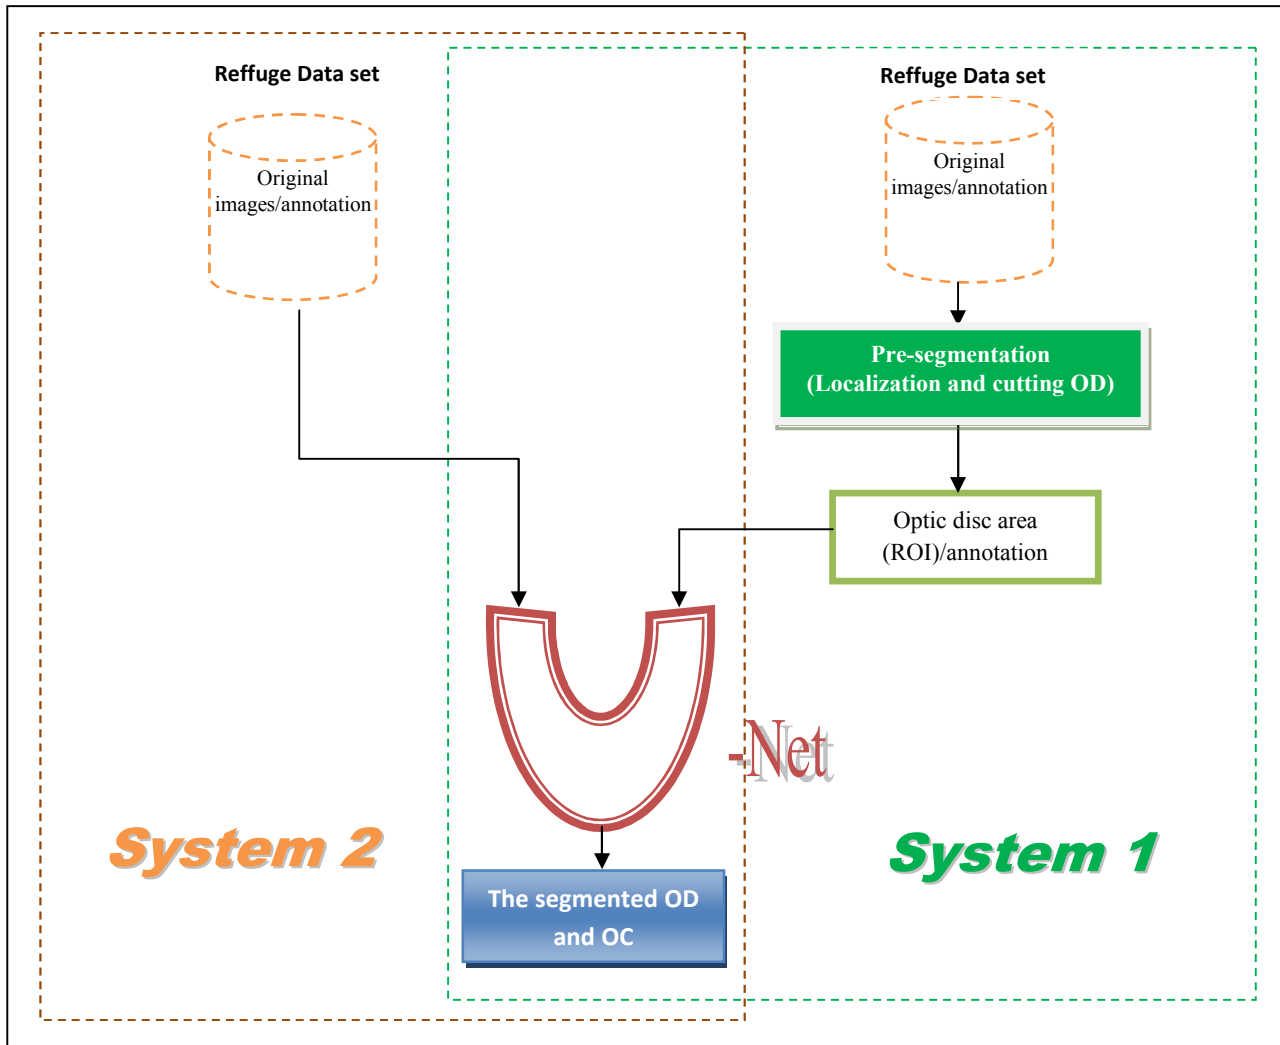 Reffuge Data set
Original
images/annotation
Reffuge Data set
Original
images/annotation
Pre-segmentation
(Localization and cutting OD)
Optic disc area
(ROI)/annotation
-Net
System 2
System 1
The segmented OD
and OC